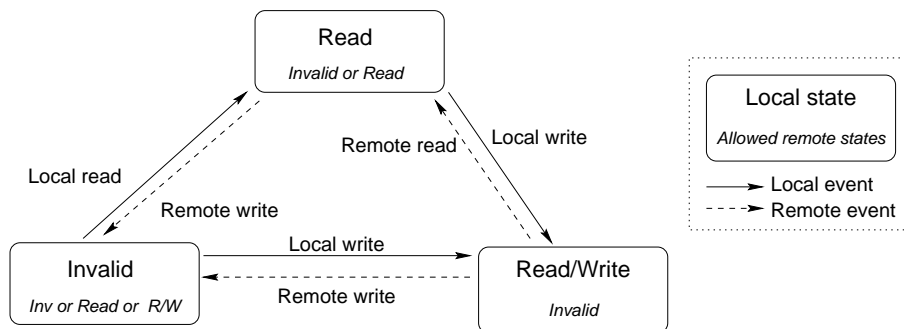 Read
Invalid or Read
Local state
Allowed remote states
Local event
Remote event
Local write
Remote read
Local read
Remote write
Local write
Remote write
Invalid
Inv or Read or R/W
Read/Write
Invalid